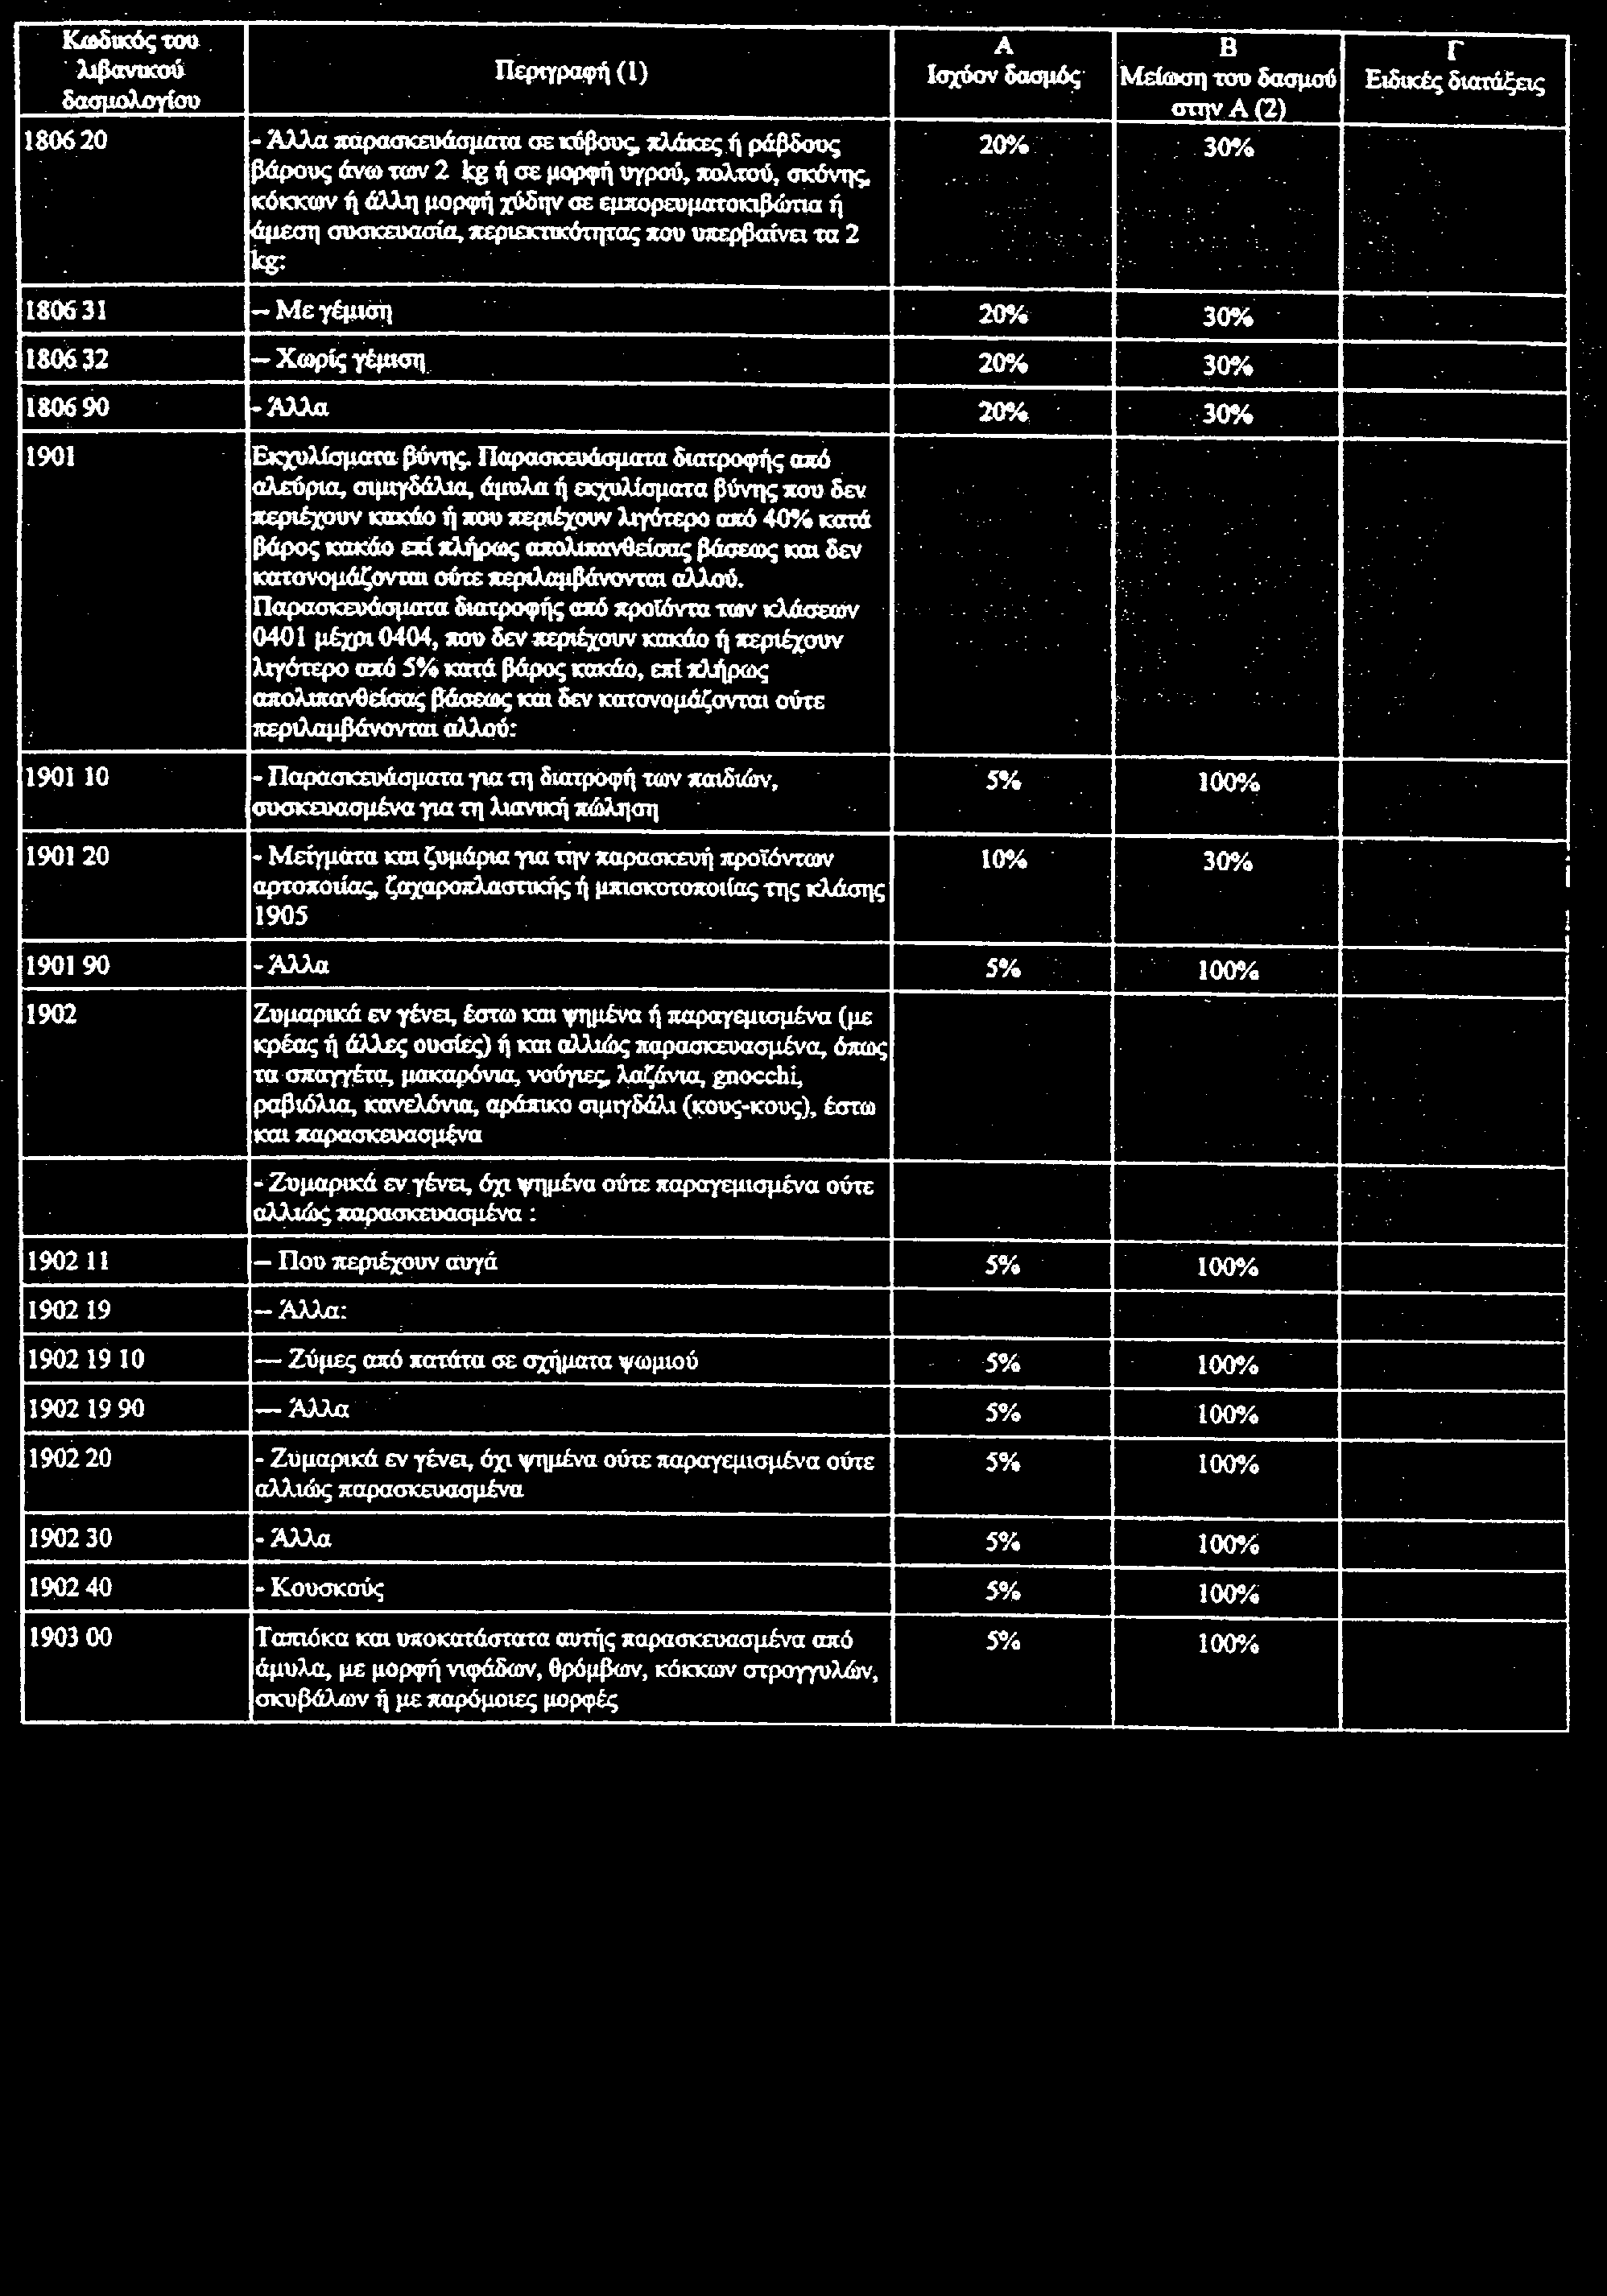 Κωδικός του
λιβανικού
δασμολογίου
Περιγραφή (1)
Α
Ισχύον δασμός
Β
Μείωση του δασμού
στην Α (2)
Γ
Ειδικές διατάξεις
1806 20
- Άλλα παρασκευάσματα σε κύβους, πλάκες ή ράβδους
βάρους άνω των 2 kg ή σε μορφή υγρού, πολτού, σκόνης,
κόκκων ή άλλη μορφή χύδην σε εμπορευματοκιβώτια ή
άμεση συσκευασία, περιεκτικότητας που υπερβαίνει τα 2
kg:
20%
30%
1806 31
-- Με γέμιση
20%
30%
1806 32
-- Χωρίς γέμιση
20%
30%
1806 90
- Άλλα
20%
30%
1901
Εκχυλίσματα βύνης. Παρασκευάσματα διατροφής από
αλεύρια, σιμιγδάλια, άμυλα ή εκχυλίσματα βύνης που δεν
περιέχουν κακάο ή που περιέχουν λιγότερο από 40% κατά
βάρος κακάο επί πλήρως απολιπανθείσας βάσεως και δεν
κατονομάζονται ούτε περιλαμβάνονται αλλού.
Παρασκευάσματα διατροφής από προϊόντα των κλάσεων
0401 μέχρι 0404, που δεν περιέχουν κακάο ή περιέχουν
λιγότερο από 5% κατά βάρος κακάο, επί πλήρως
απολιπανθείσας βάσεως και δεν κατονομάζονται ούτε
περιλαμβάνονται αλλού:
1901 10
- Παρασκευάσματα για τη διατροφή των παιδιών,
συσκευασμένα για τη λιανική πώληση
5%
100%
1901 20
- Μείγματα και ζυμάρια για την παρασκευή προϊόντων
αρτοποιίας, ζαχαροπλαστικής ή μπισκοτοποιίας της κλάσης
1905
10%
30%
1901 90
- Άλλα
5%
100%
1902
Ζυμαρικά εν γένει, έστω και ψημένα ή παραγεμισμένα (με
κρέας ή άλλες ουσίες) ή και αλλιώς παρασκευασμένα, όπως
τα σπαγγέτα, μακαρόνια, νούγιες, λαζάνια, gnocchi,
ραβιόλια, κανελόνια, αράπικο σιμιγδάλι (κους-κους), έστω
και παρασκευασμένα
- Ζυμαρικά εν γένει, όχι ψημένα ούτε παραγεμισμένα ούτε
αλλιώς παρασκευασμένα :
1902 11
-- Που περιέχουν αυγά
5%
100%
1902 19
-- Άλλα:
1902 19 10
--- Ζύμες από πατάτα σε σχήματα ψωμιού
5%
100%
1902 19 90
--- Άλλα
5%
100%
1902 20
- Ζυμαρικά εν γένει, όχι ψημένα ούτε παραγεμισμένα ούτε
αλλιώς παρασκευασμένα
5%
100%
1902 30
- Άλλα
5%
100%
1902 40
- Κουσκούς
5%
100%
1903 00
Ταπιόκα και υποκατάστατα αυτής παρασκευασμένα από
άμυλα, με μορφή νιφάδων, θρόμβων, κόκκων στρογγυλών,
σκυβάλων ή με παρόμοιες μορφές
5%
100%